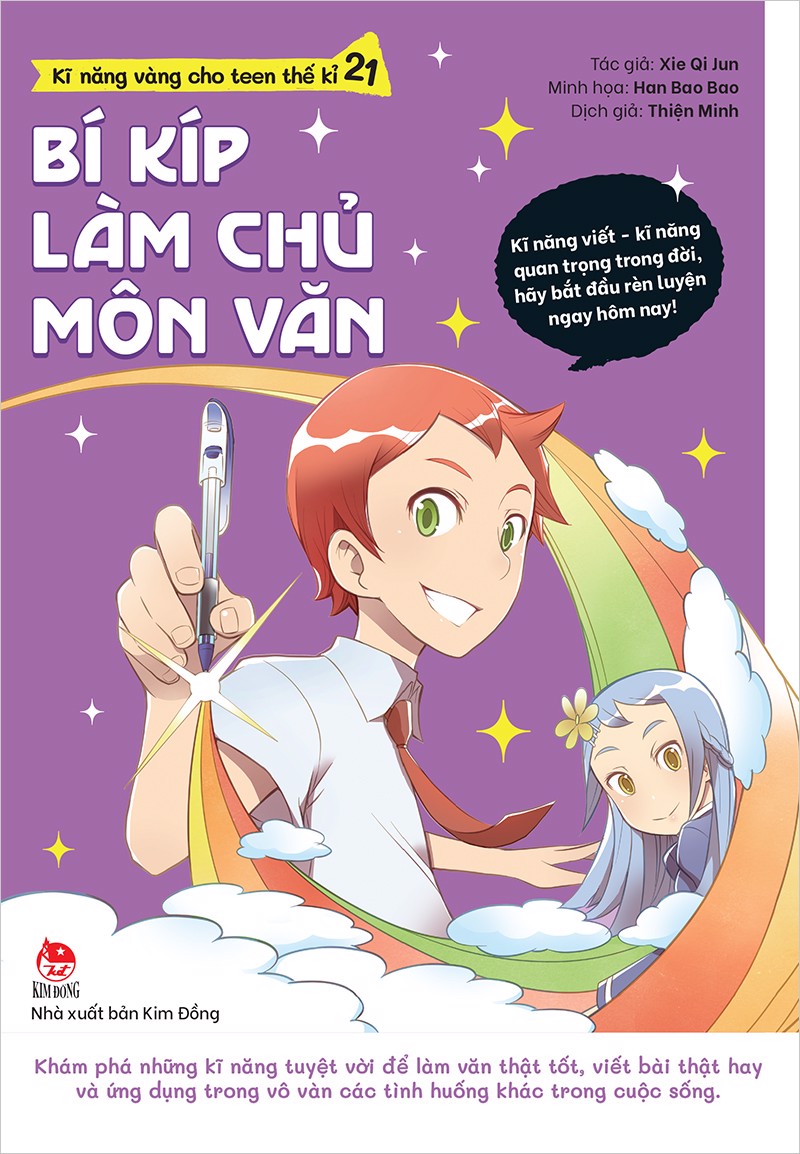 Kĩ năng vàng cho teen thế kỉ 21
Tác giả: Xie Qi Jun
Minh họa: Han Bao Bao
Dịch giả: Thiện Minh
BÍ KÍP
LÀM CHỦ
MÔN VĂN
Kĩ năng viết - kĩ năng
quan trọng trong đời,
hãy bắt đầu rèn luyện
ngay hôm nay!
KIM ĐỒNG
Nhà xuất bản Kim Đồng
Khám phá những kĩ năng tuyệt vời để làm văn thật tốt, viết bài thật hay
và ứng dụng trong vô vàn các tình huống khác trong cuộc sống.